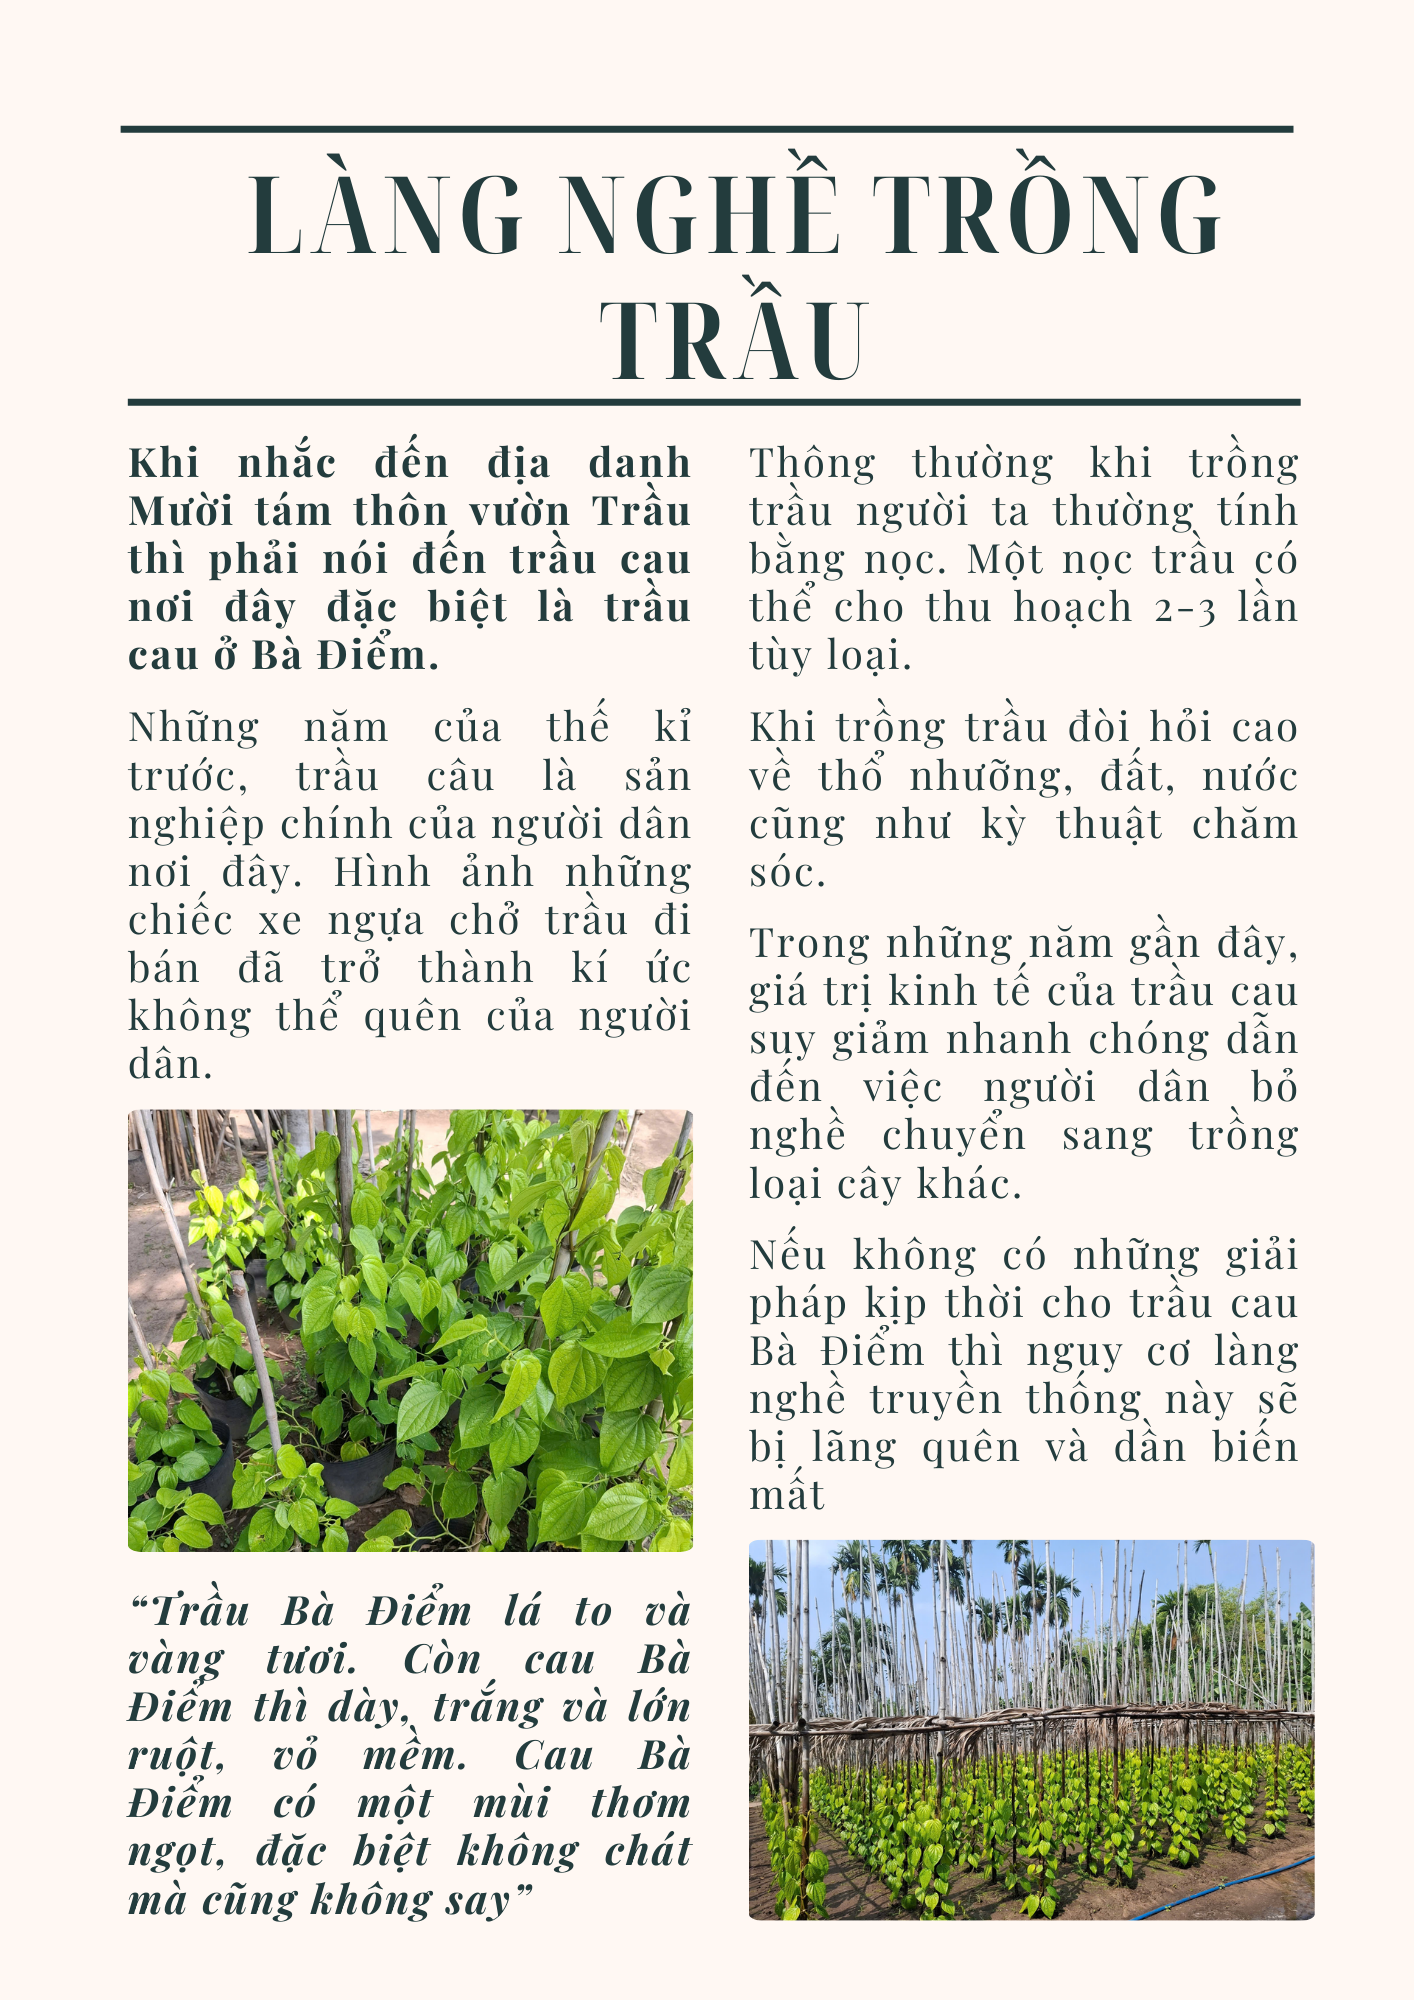 LÀNG NGHỀ TRỒNG
TRẦU
Khi nhắc đến địa danh
Mười tám thôn vườn Trầu
thì phải nói đến trầu cau
nơi đây đặc biệt là trầu
cau ở Bà Điểm.
Những năm của thế kỉ
trước, trầu câu là sản
nghiệp chính của người dân
nơi đây. Hình ảnh những
chiếc xe ngựa chở trầu đi
bán đã trở thành kí ức
không thể quên của người
dân.
“Trầu Bà Điểm lá to và
vàng tươi. Còn cau Bà
Điểm thì dày, trắng và lớn
ruột, vỏ mềm. Cau Bà
Điểm có một mùi thơm
ngọt, đặc biệt không chát
mà cũng không say”
Thông thường khi trồng
trầu người ta thường tính
bằng nọc. Một nọc trầu có
thể cho thu hoạch 2-3 lần
tùy loại.
Khi trồng trầu đòi hỏi cao
về thổ nhưỡng, đất, nước
cũng như kỳ thuật chăm
sóc.
Trong những năm gần đây,
giá trị kinh tế của trầu cau
suy giảm nhanh chóng dẫn
đến việc người dân bỏ
nghề chuyển sang trồng
loại cây khác.
Nếu không có những giải
pháp kịp thời cho trầu cau
Bà Điểm thì nguy cơ làng
nghề truyền thống này sẽ
bị lãng quên và dần biến
mất